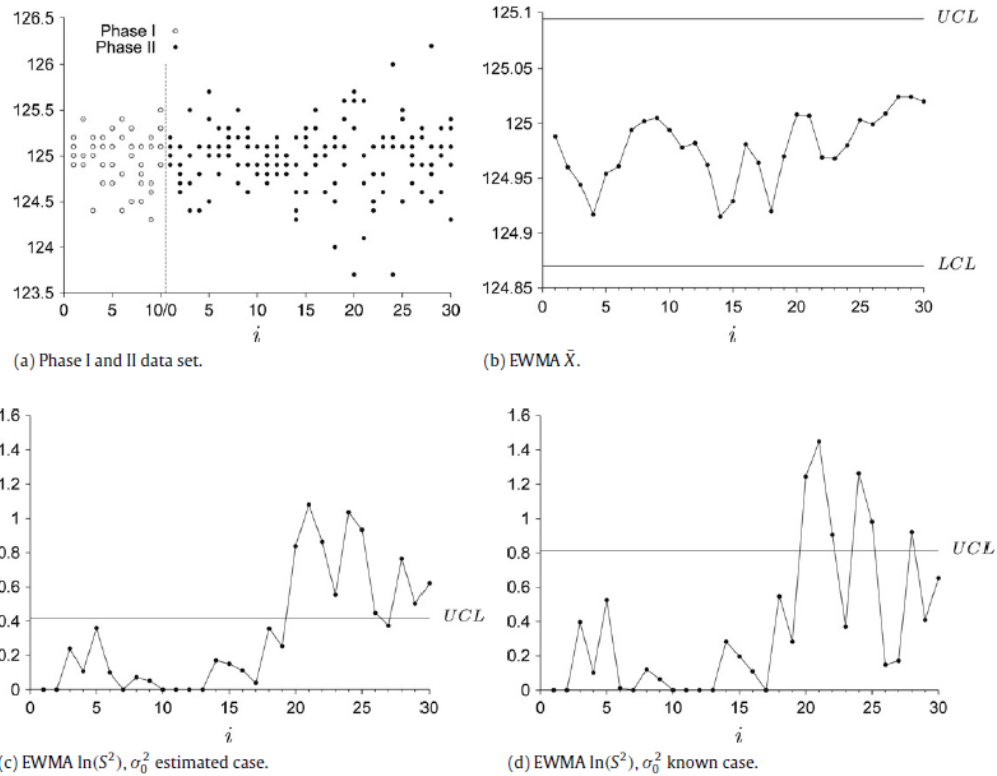 126.5
Phase I
Phase II
126
125.5
125
124.5
124
123.5
0 5 10/0 5 10 15 20 25 30
i
(a) Phase I and II data set.
125.1
UCL
125.05
125
124.95
124.9
LCL
124.85
0 5 10 15 20 25 30
i
(b) EWMA X̄.
1.6
1.4
1.2
1
0.8
0.6
0.4
UCL
0.2
0
0 5 10 15 20 25 30
i
(c) EWMA ln(S²), σ₀² estimated case.
1.6
1.4
1.2
1
0.8
UCL
0.6
0.4
0.2
0
0 5 10 15 20 25 30
i
(d) EWMA ln(S²), σ₀² known case.